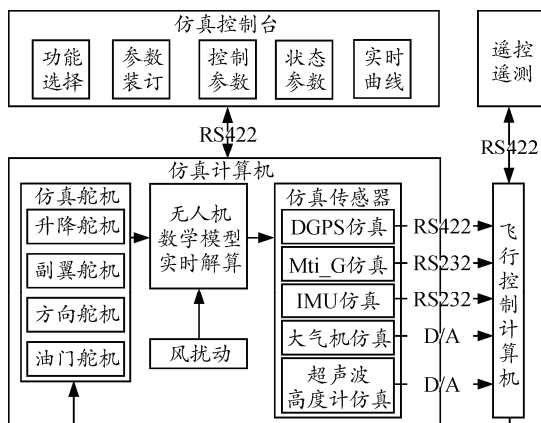 仿真控制台
功能
选择
参数
装订
控制
参数
状态
参数
实时
曲线
遥控
遥测
RS422
RS422
仿真计算机
仿真舵机
升降舵机
副翼舵机
方向舵机
油门舵机
无人机
数学模型
实时解算
风扰动
仿真传感器
DGPS仿真
Mti_G仿真
IMU仿真
大气机仿真
超声波
高度计仿真
RS422
RS232
RS232
D/A
D/A
飞行控制计算机